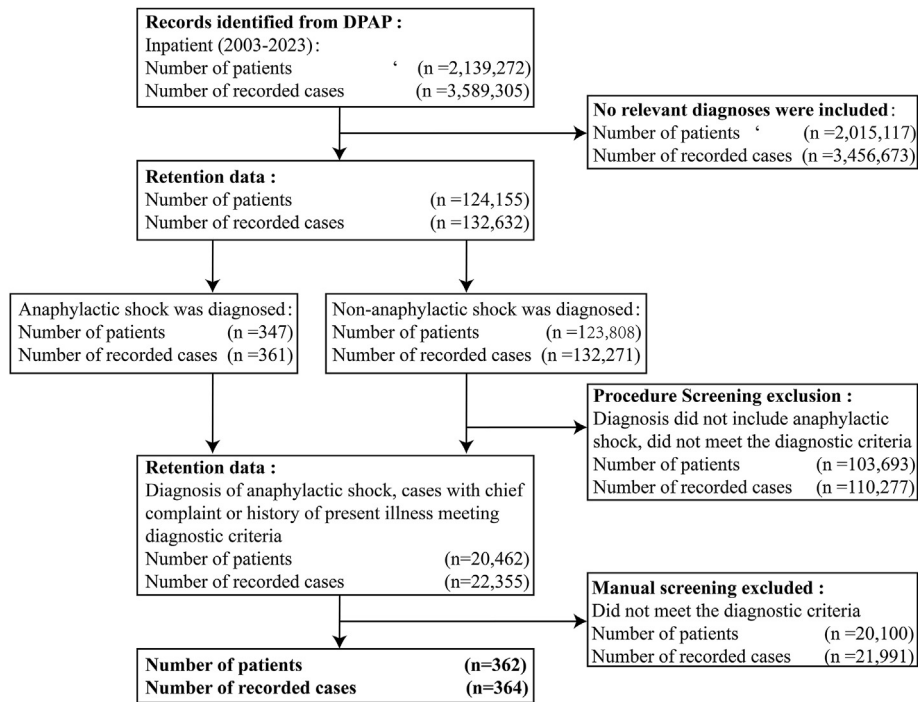 Records identified from DPAP :
Inpatient (2003-2023) :
Number of patients ‘ (n =2,139,272)
Number of recorded cases (n =3,589,305)
No relevant diagnoses were included :
Number of patients ‘ (n =2,015,117)
Number of recorded cases (n =3,456,673)
Retention data :
Number of patients (n =124,155)
Number of recorded cases (n =132,632)
Anaphylactic shock was diagnosed :
Number of patients (n =347)
Number of recorded cases (n =361)
Non-anaphylactic shock was diagnosed :
Number of patients (n =123,808)
Number of recorded cases (n =132,271)
Procedure Screening exclusion :
Diagnosis did not include anaphylactic
shock, did not meet the diagnostic criteria
Number of patients (n =103,693)
Number of recorded cases (n =110,277)
Retention data :
Diagnosis of anaphylactic shock, cases with chief
complaint or history of present illness meeting
diagnostic criteria
Number of patients (n=20,462)
Number of recorded cases (n=22,355)
Manual screening excluded :
Did not meet the diagnostic criteria
Number of patients (n =20,100)
Number of recorded cases (n =21,991)
Number of patients (n=362)
Number of recorded cases (n=364)